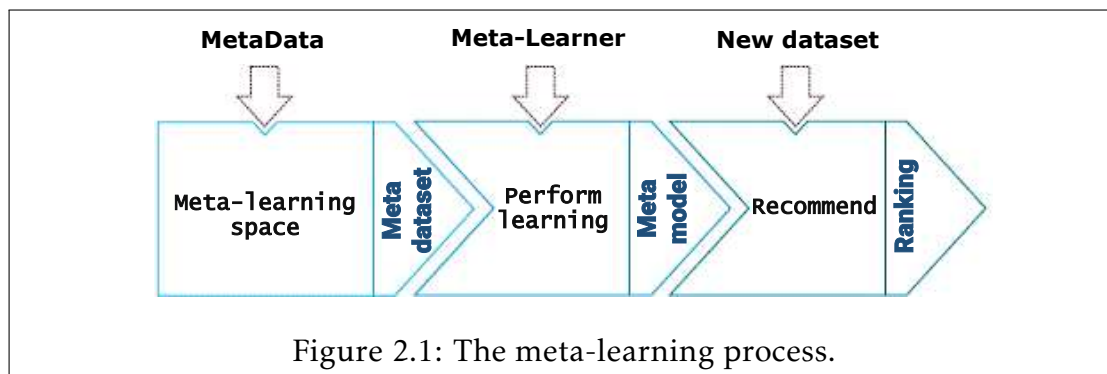 MetaData
Meta-Learner
New dataset
Meta-learning
space
Meta
dataset
Perform
learning
Meta
model
Recommend
Ranking
Figure 2.1: The meta-learning process.